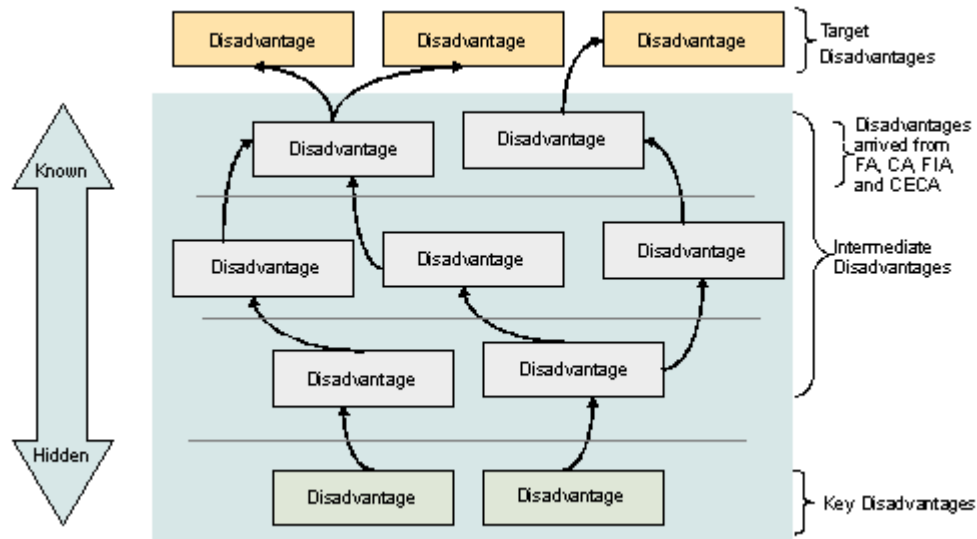 Disadvantage
Disadvantage
Disadvantage
Target
Disadvantages
Known
Disadvantage
Disadvantage
Disadvantages
arrived from
FA, CA, FIA,
and CECA
Disadvantage
Disadvantage
Disadvantage
Intermediate
Disadvantages
Disadvantage
Disadvantage
Hidden
Disadvantage
Disadvantage
Key Disadvantages